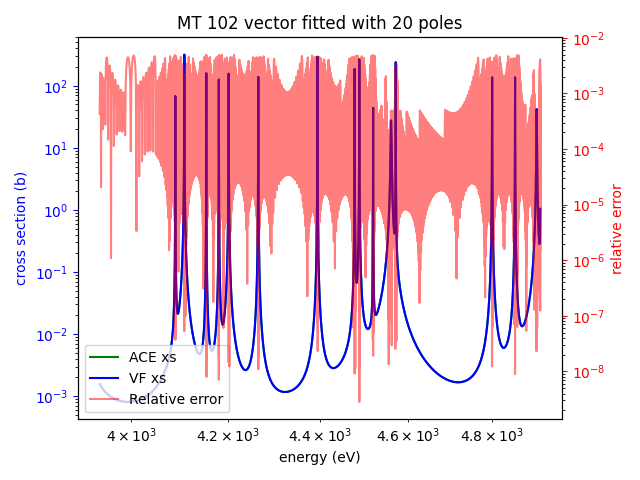 MT 102 vector fitted with 20 poles
cross section (b)
10²
10¹
10⁰
10⁻¹
10⁻²
10⁻³
10⁻²
10⁻³
10⁻⁴
10⁻⁵
10⁻⁶
10⁻⁷
10⁻⁸
relative error
ACE xs
VF xs
Relative error
4 × 10³
4.2 × 10³
4.4 × 10³
4.6 × 10³
4.8 × 10³
energy (eV)